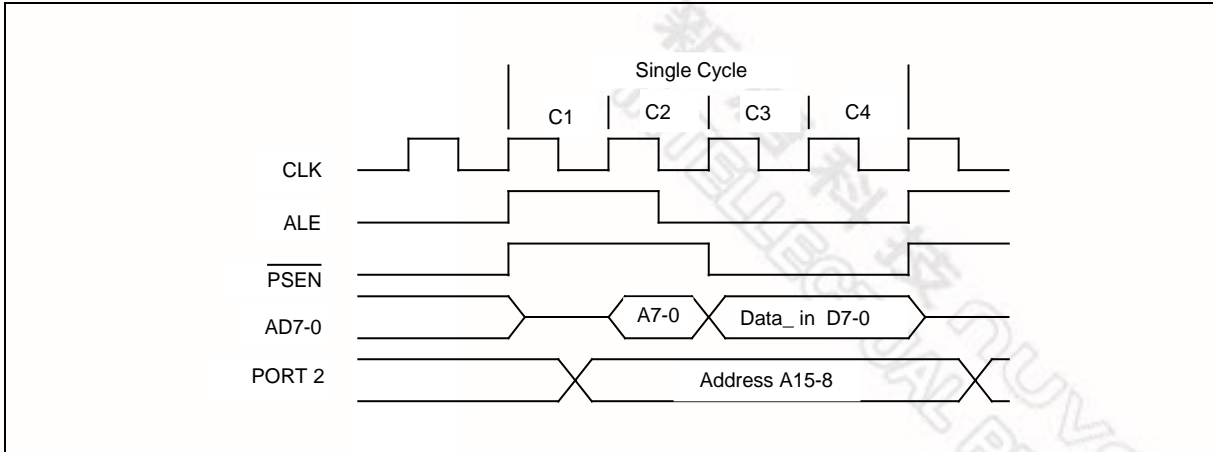 Single Cycle
C1 C2 C3 C4
CLK
ALE
PSEN
AD7-0 A7-0 Data_ in D7-0
PORT 2 Address A15-8